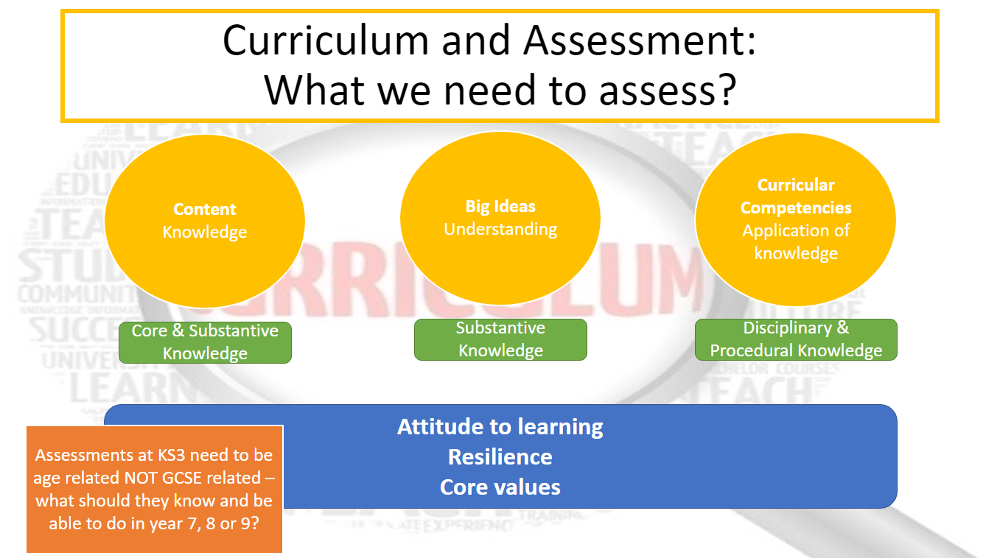 Curriculum and Assessment:
What we need to assess?
Content
Knowledge
Big Ideas
Understanding
Curricular
Competencies
Application of
knowledge
CURRICULUM
Core & Substantive
Knowledge
Substantive
Knowledge
Disciplinary &
Procedural Knowledge
Attitude to learning
Resilience
Core values
Assessments at KS3 need to be
age related NOT GCSE related –
what should they know and be
able to do in year 7, 8 or 9?